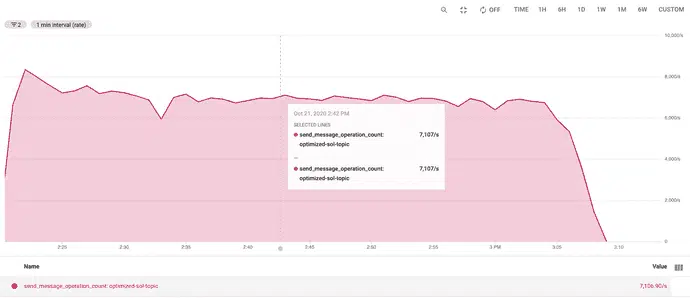 OFF TIME 1H 6H 1D 1W 1M 6W CUSTOM
2 1 min interval (rate)
10,000/s
8,000/s
6,000/s
4,000/s
2,000/s
0
Oct 21, 2020 2:42 PM
SELECTED LINES
send_message_operation_count: 7,107/s
optimized-sol-topic
...
send_message_operation_count: 7,107/s
optimized-sol-topic
2:25 2:30 2:35 2:45 2:50 2:55 3 PM 3:05 3:10
Name Value
send_message_operation_count: optimized-sol-topic 7,106.90/s